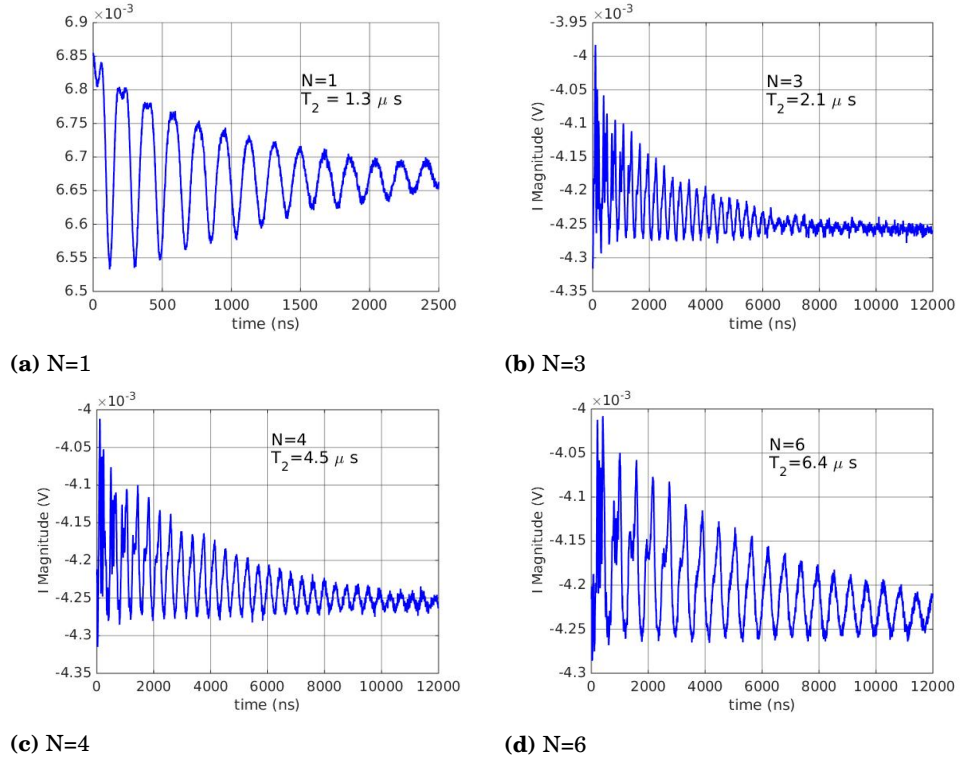 ×10⁻³
6.9
6.85
6.8
6.75
6.7
6.65
6.6
6.55
6.5
N=1
T₂ = 1.3 μ s
0 500 1000 1500 2000 2500
time (ns)
(a) N=1
×10⁻³
-3.95
-4
-4.05
-4.1
-4.15
-4.2
-4.25
-4.3
-4.35
I Magnitude (V)
N=3
T₂=2.1 μ s
0 2000 4000 6000 8000 10000 12000
time (ns)
(b) N=3
×10⁻³
-4
-4.05
-4.1
-4.15
-4.2
-4.25
-4.3
-4.35
I Magnitude (V)
N=4
T₂=4.5 μ s
0 2000 4000 6000 8000 10000 12000
time (ns)
(c) N=4
×10⁻³
-4
-4.05
-4.1
-4.15
-4.2
-4.25
-4.3
I Magnitude (V)
N=6
T₂=6.4 μ s
0 2000 4000 6000 8000 10000 12000
time (ns)
(d) N=6